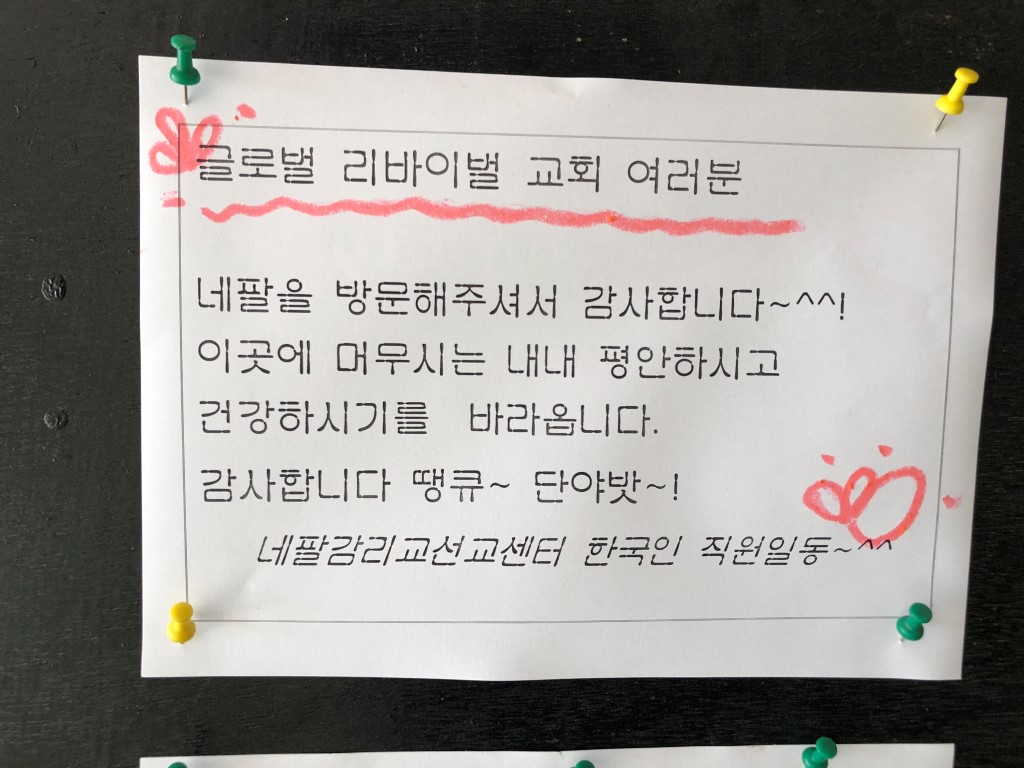 글로벌 리바이벌 교회 여러분
네팔을 방문해주셔서 감사합니다~^^!
이곳에 머무시는 내내 평안하시고
건강하시기를 바라옵니다.
감사합니다 땡큐~ 단야밧~!
네팔감리교선교센터 한국인 직원일동~^^